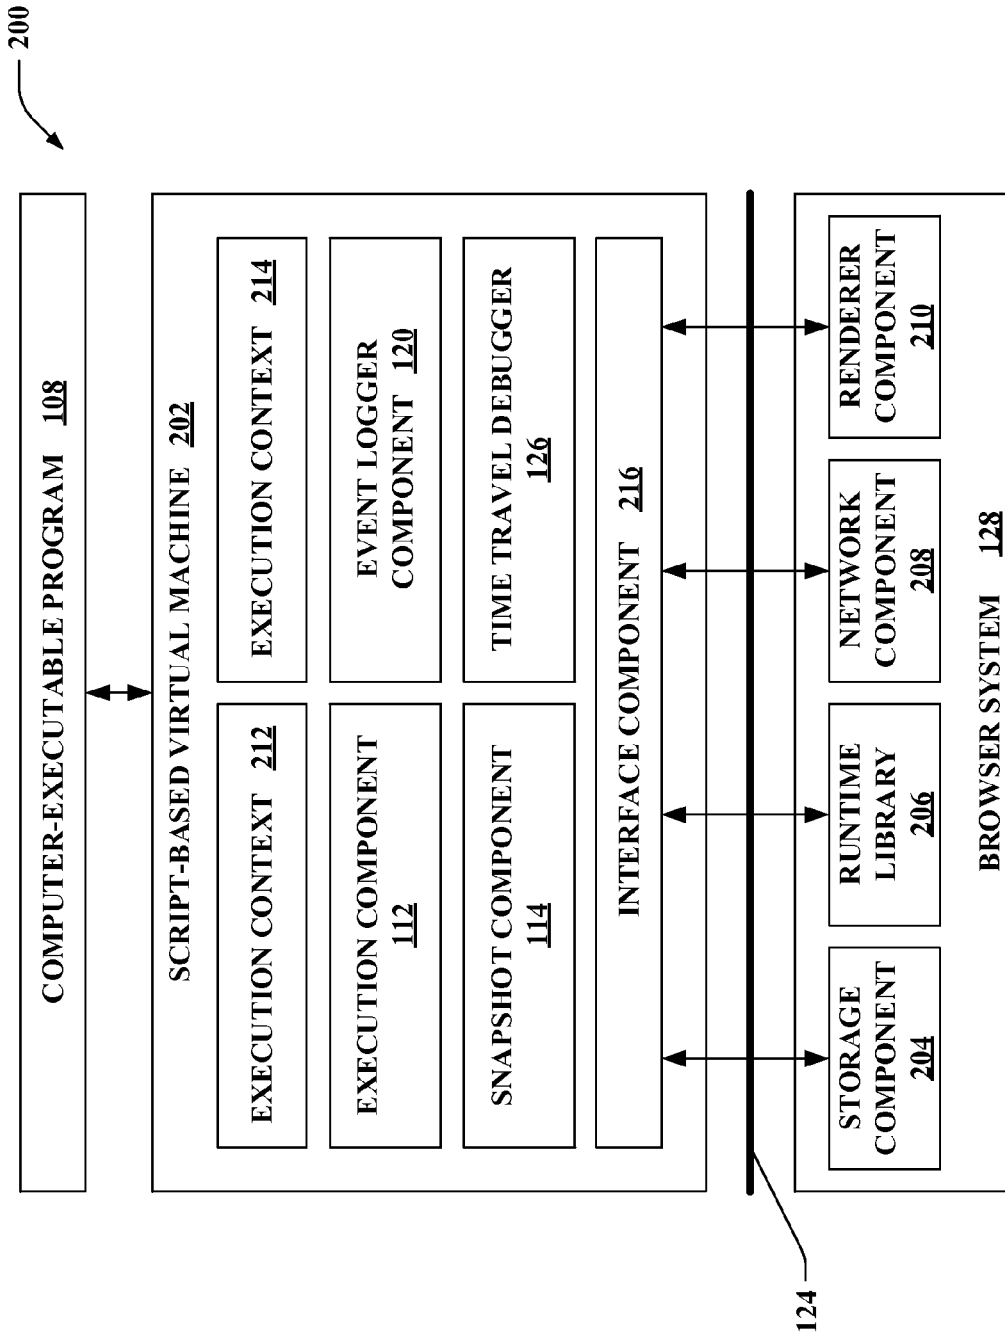 200
COMPUTER-EXECUTABLE PROGRAM 108
SCRIPT-BASED VIRTUAL MACHINE 202
EXECUTION CONTEXT 212
EXECUTION CONTEXT 214
EXECUTION COMPONENT
112
EVENT LOGGER
COMPONENT 120
SNAPSHOT COMPONENT
114
TIME TRAVEL DEBUGGER
126
INTERFACE COMPONENT 216
124
STORAGE
COMPONENT
204
RUNTIME
LIBRARY
206
NETWORK
COMPONENT
208
RENDERER
COMPONENT
210
BROWSER SYSTEM 128